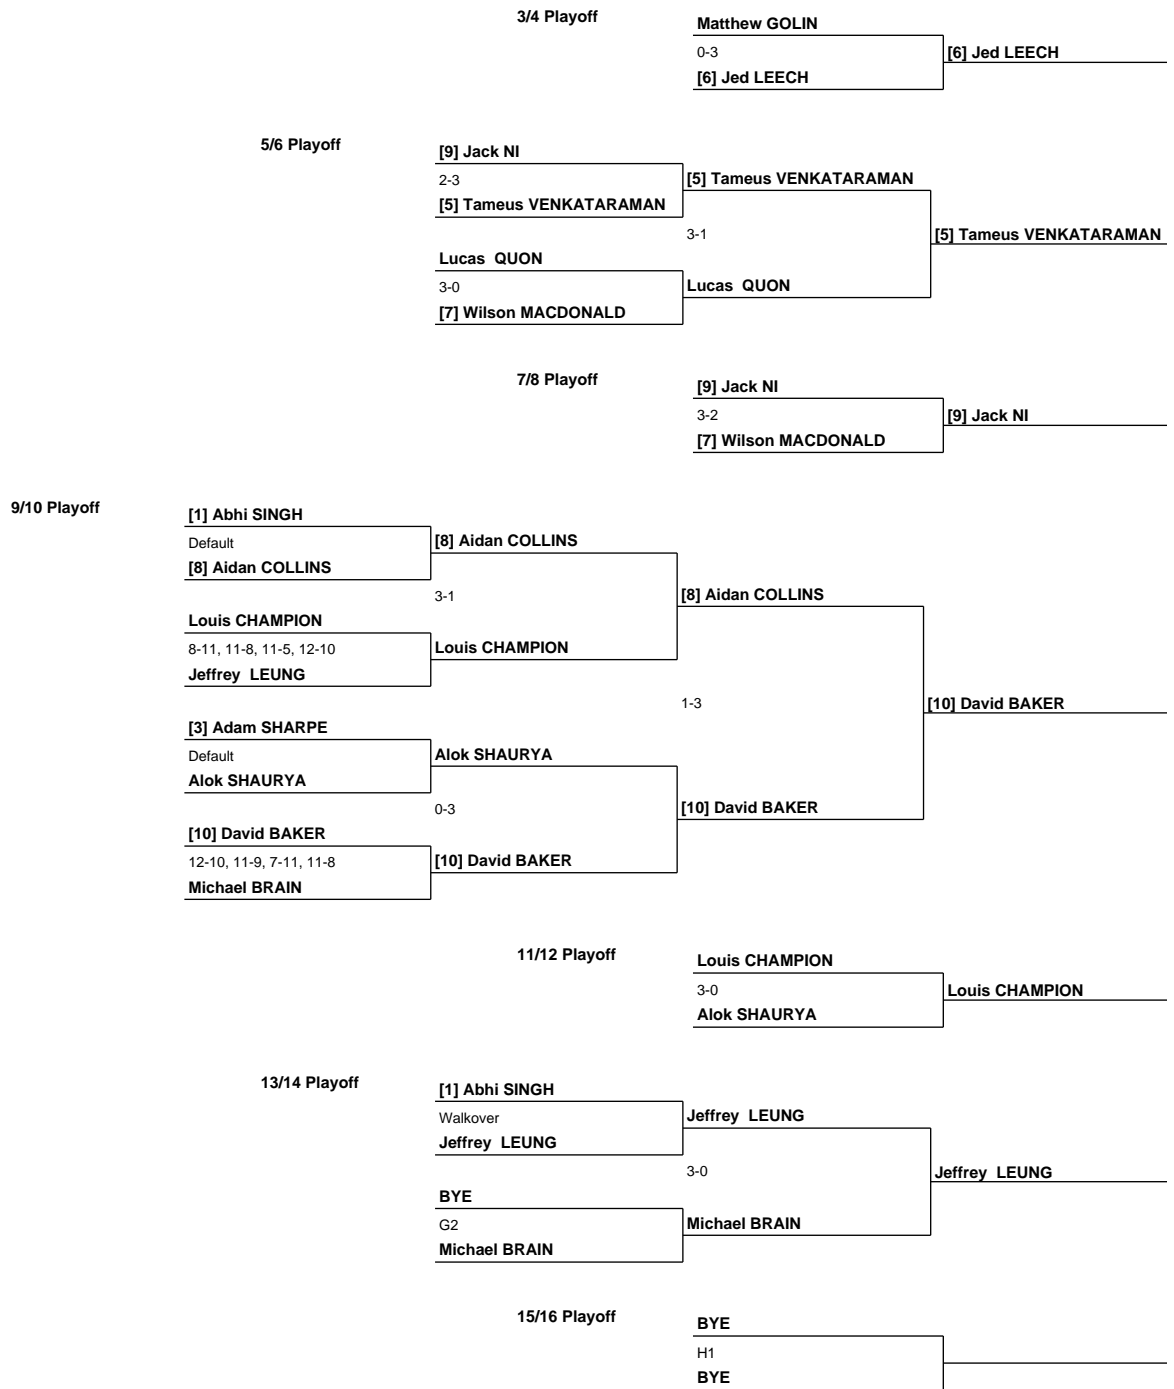 3/4 Playoff
Matthew GOLIN
0-3
[6] Jed LEECH
[6] Jed LEECH
5/6 Playoff
[9] Jack NI
2-3
[5] Tameus VENKATARAMAN
[5] Tameus VENKATARAMAN
3-1
[5] Tameus VENKATARAMAN
Lucas  QUON
3-0
Lucas  QUON
[7] Wilson MACDONALD
7/8 Playoff
[9] Jack NI
3-2
[9] Jack NI
[7] Wilson MACDONALD
9/10 Playoff
[1] Abhi SINGH
Default
[8] Aidan COLLINS
[8] Aidan COLLINS
3-1
[8] Aidan COLLINS
Louis CHAMPION
8-11, 11-8, 11-5, 12-10
Louis CHAMPION
Jeffrey  LEUNG
1-3
[10] David BAKER
[3] Adam SHARPE
Default
Alok SHAURYA
Alok SHAURYA
0-3
[10] David BAKER
[10] David BAKER
12-10, 11-9, 7-11, 11-8
[10] David BAKER
Michael BRAIN
11/12 Playoff
Louis CHAMPION
3-0
Louis CHAMPION
Alok SHAURYA
13/14 Playoff
[1] Abhi SINGH
Walkover
Jeffrey  LEUNG
Jeffrey  LEUNG
3-0
Jeffrey  LEUNG
BYE
G2
Michael BRAIN
Michael BRAIN
15/16 Playoff
BYE
H1
BYE